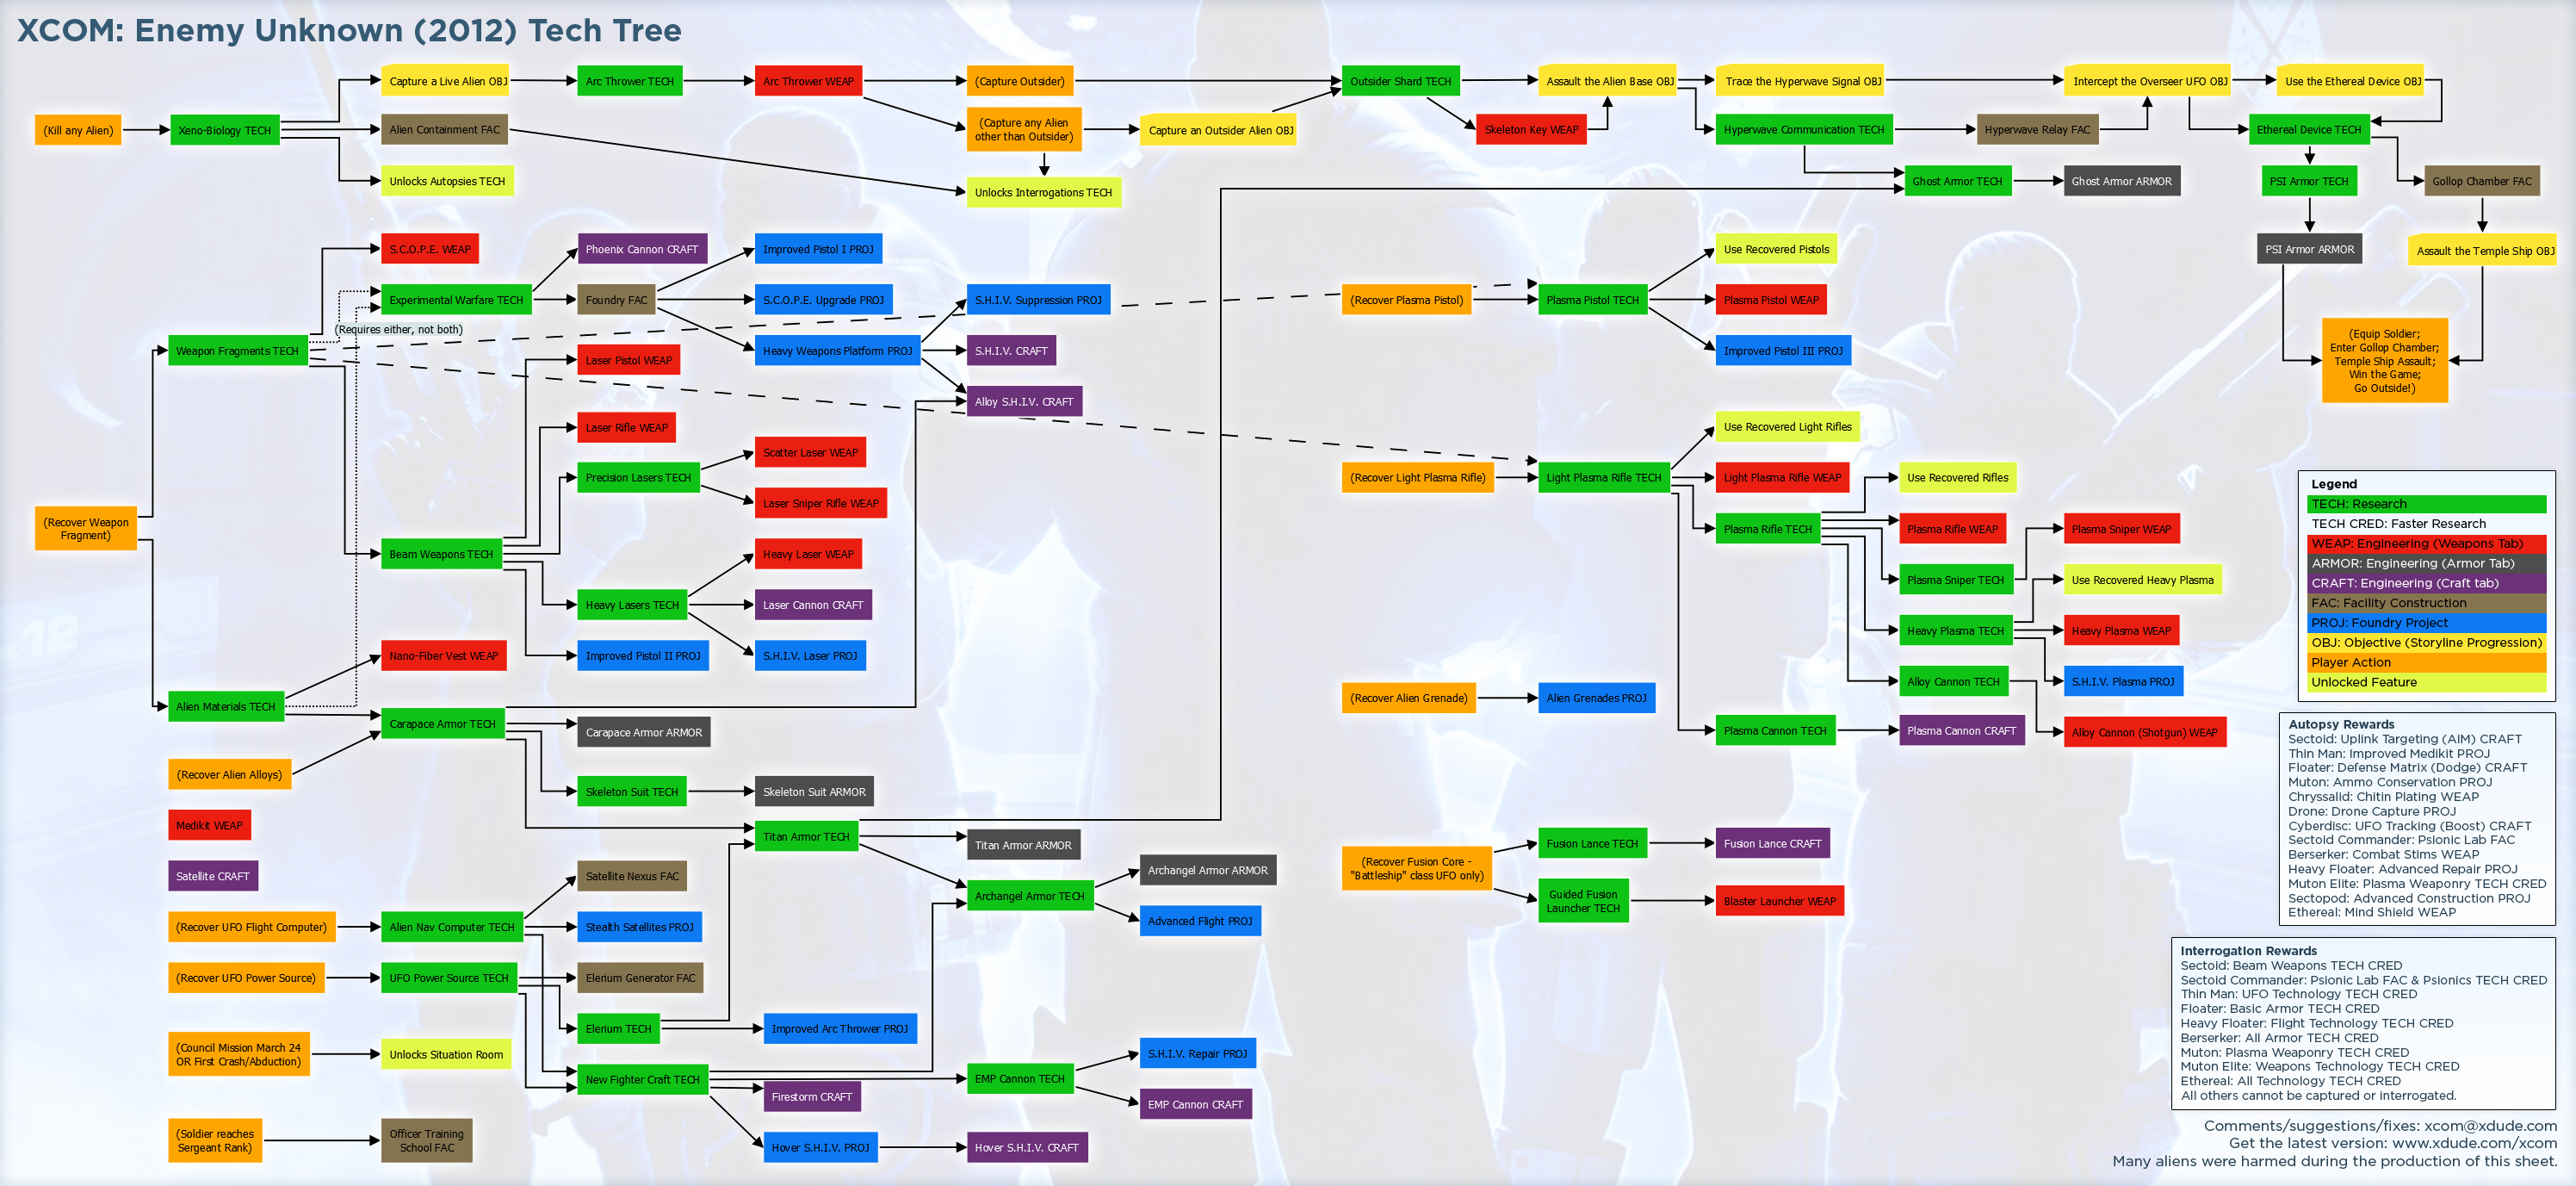 XCOM: Enemy Unknown (2012) Tech Tree
Capture a Live Alien OBJ
Arc Thrower TECH
Arc Thrower WEAP
(Capture Outsider)
Outsider Shard TECH
Assault the Alien Base OBJ
Trace the Hyperwave Signal OBJ
Intercept the Overseer UFO OBJ
Use the Ethereal Device OBJ
(Kill any Alien)
Xeno-Biology TECH
Alien Containment FAC
(Capture any Alien
other than Outsider)
Capture an Outsider Alien OBJ
Skeleton Key WEAP
Hyperwave Communication TECH
Hyperwave Relay FAC
Ethereal Device TECH
Unlocks Autopsies TECH
Unlocks Interrogations TECH
Ghost Armor TECH
Ghost Armor ARMOR
PSI Armor TECH
Gollop Chamber FAC
S.C.O.P.E. WEAP
Phoenix Cannon CRAFT
Improved Pistol I PROJ
Use Recovered Pistols
PSI Armor ARMOR
Assault the Temple Ship OBJ
Experimental Warfare TECH
Foundry FAC
S.C.O.P.E. Upgrade PROJ
S.H.I.V. Suppression PROJ
(Recover Plasma Pistol)
Plasma Pistol TECH
Plasma Pistol WEAP
(Requires either, not both)
Weapon Fragments TECH
Laser Pistol WEAP
Heavy Weapons Platform PROJ
S.H.I.V. CRAFT
Improved Pistol III PROJ
(Equip Soldier;
Enter Gollop Chamber;
Temple Ship Assault;
Win the Game;
Go Outside!)
Alloy S.H.I.V. CRAFT
Laser Rifle WEAP
Use Recovered Light Rifles
Scatter Laser WEAP
Precision Lasers TECH
(Recover Light Plasma Rifle)
Light Plasma Rifle TECH
Light Plasma Rifle WEAP
Use Recovered Rifles
Laser Sniper Rifle WEAP
(Recover Weapon
Fragment)
Plasma Rifle TECH
Plasma Rifle WEAP
Plasma Sniper WEAP
Beam Weapons TECH
Heavy Laser WEAP
Plasma Sniper TECH
Use Recovered Heavy Plasma
Heavy Lasers TECH
Laser Cannon CRAFT
Heavy Plasma TECH
Heavy Plasma WEAP
Nano-Fiber Vest WEAP
Improved Pistol II PROJ
S.H.I.V. Laser PROJ
Alloy Cannon TECH
S.H.I.V. Plasma PROJ
Alien Materials TECH
(Recover Alien Grenade)
Alien Grenades PROJ
Carapace Armor TECH
Carapace Armor ARMOR
Plasma Cannon TECH
Plasma Cannon CRAFT
Alloy Cannon (Shotgun) WEAP
(Recover Alien Alloys)
Skeleton Suit TECH
Skeleton Suit ARMOR
Medikit WEAP
Titan Armor TECH
Titan Armor ARMOR
Fusion Lance TECH
Fusion Lance CRAFT
Satellite CRAFT
Satellite Nexus FAC
Archangel Armor TECH
Archangel Armor ARMOR
(Recover Fusion Core -
"Battleship" class UFO only)
Guided Fusion
Launcher TECH
Blaster Launcher WEAP
(Recover UFO Flight Computer)
Alien Nav Computer TECH
Stealth Satellites PROJ
Advanced Flight PROJ
(Recover UFO Power Source)
UFO Power Source TECH
Elerium Generator FAC
Elerium TECH
Improved Arc Thrower PROJ
(Council Mission March 24
OR First Crash/Abduction)
Unlocks Situation Room
New Fighter Craft TECH
Firestorm CRAFT
EMP Cannon TECH
S.H.I.V. Repair PROJ
EMP Cannon CRAFT
(Soldier reaches
Sergeant Rank)
Officer Training
School FAC
Hover S.H.I.V. PROJ
Hover S.H.I.V. CRAFT
Legend
TECH: Research
TECH CRED: Faster Research
WEAP: Engineering (Weapons Tab)
ARMOR: Engineering (Armor Tab)
CRAFT: Engineering (Craft tab)
FAC: Facility Construction
PROJ: Foundry Project
OBJ: Objective (Storyline Progression)
Player Action
Unlocked Feature
Autopsy Rewards
Sectoid: Uplink Targeting (AIM) CRAFT
Thin Man: Improved Medikit PROJ
Floater: Defense Matrix (Dodge) CRAFT
Muton: Ammo Conservation PROJ
Chryssalid: Chitin Plating WEAP
Drone: Drone Capture PROJ
Cyberdisc: UFO Tracking (Boost) CRAFT
Sectoid Commander: Psionic Lab FAC
Berserker: Combat Stims WEAP
Heavy Floater: Advanced Repair PROJ
Muton Elite: Plasma Weaponry TECH CRED
Sectopod: Advanced Construction PROJ
Ethereal: Mind Shield WEAP
Interrogation Rewards
Sectoid: Beam Weapons TECH CRED
Sectoid Commander: Psionic Lab FAC & Psionics TECH CRED
Thin Man: UFO Technology TECH CRED
Floater: Basic Armor TECH CRED
Heavy Floater: Flight Technology TECH CRED
Berserker: All Armor TECH CRED
Muton: Plasma Weaponry TECH CRED
Muton Elite: Weapons Technology TECH CRED
Ethereal: All Technology TECH CRED
All others cannot be captured or interrogated.
Comments/suggestions/fixes: xcom@xdude.com
Get the latest version: www.xdude.com/xcom
Many aliens were harmed during the production of this sheet.